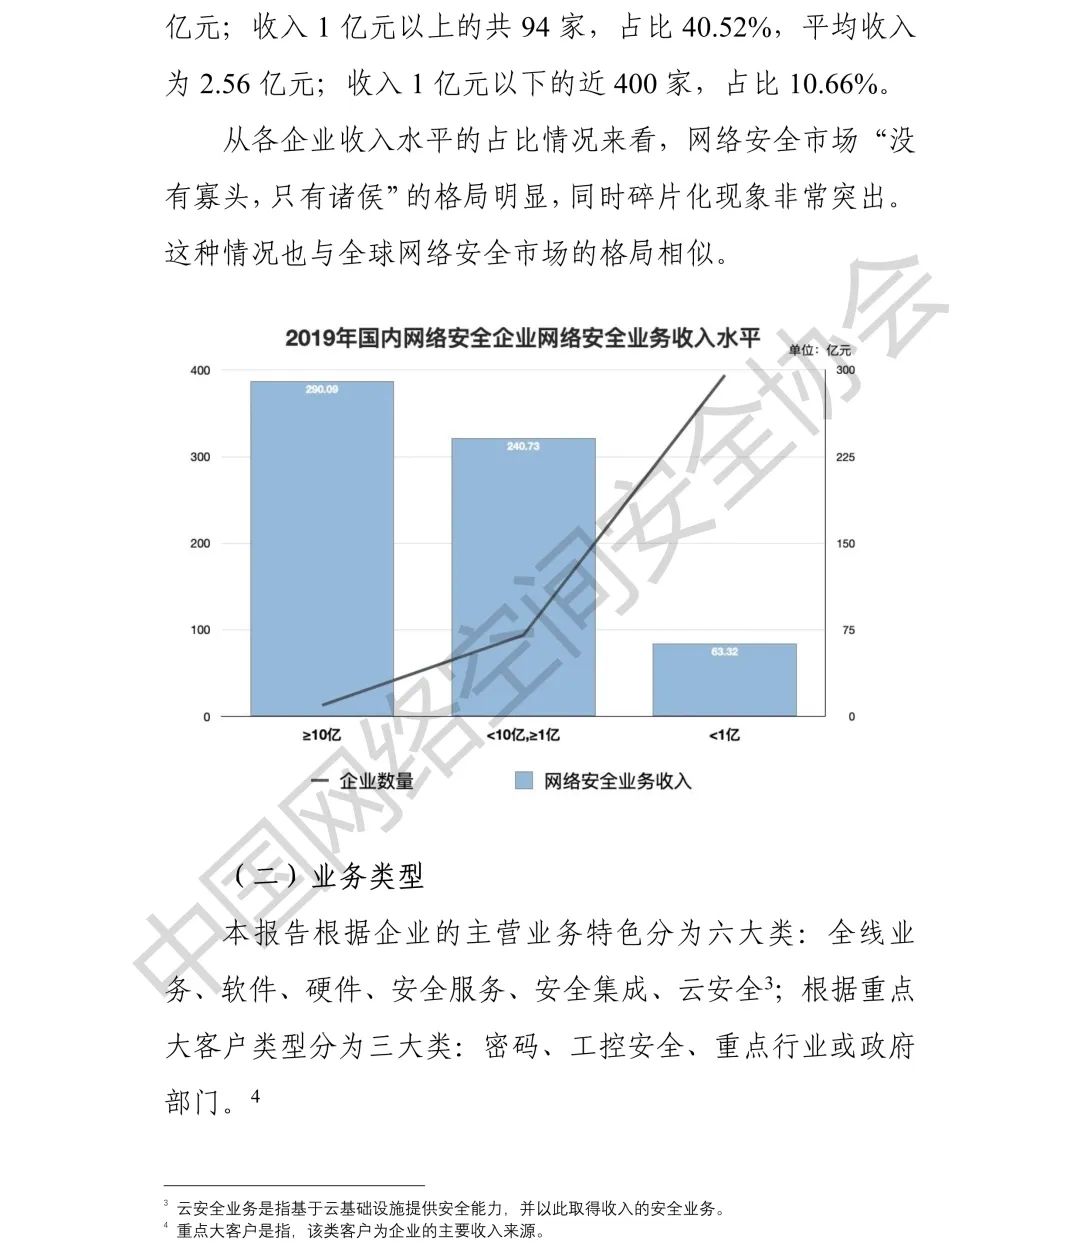 亿元；收入 1 亿元以上的共 94 家，占比 40.52%，平均收入
为 2.56 亿元；收入 1 亿元以下的近 400 家，占比 10.66%。
从各企业收入水平的占比情况来看，网络安全市场“没
有寡头，只有诸侯”的格局明显，同时碎片化现象非常突出。
这种情况也与全球网络安全市场的格局相似。
2019年国内网络安全企业网络安全业务收入水平
单位：亿元
400
300
200
100
0
290.09
240.73
63.32
300
225
150
75
0
≥10亿
<10亿,≥1亿
<1亿
企业数量
网络安全业务收入
（二）业务类型
本报告根据企业的主营业务特色分为六大类：全线业
务、软件、硬件、安全服务、安全集成、云安全3；根据重点
大客户类型分为三大类：密码、工控安全、重点行业或政府
部门。4
3 云安全业务是指基于云基础设施提供安全能力，并以此取得收入的安全业务。
4 重点大客户是指，该类客户为企业的主要收入来源。
中国网络空间安全协会